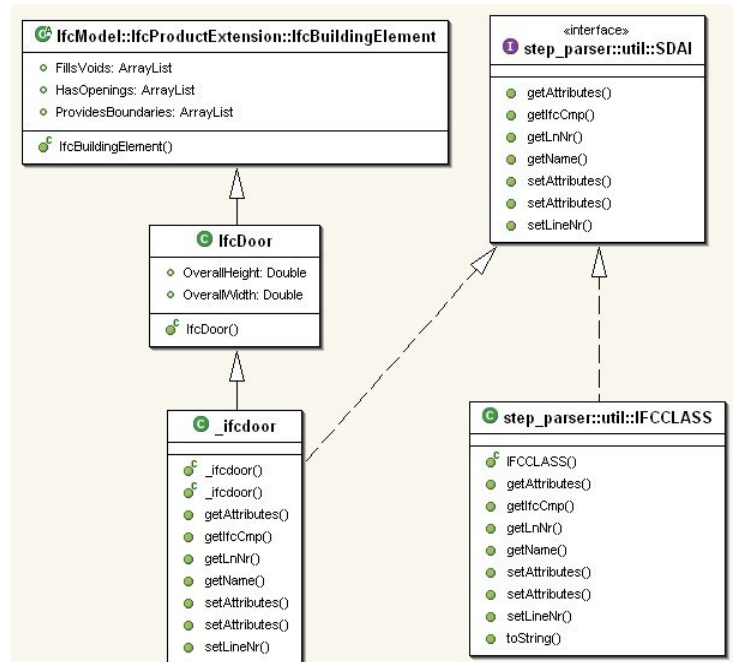 IfcModel::IfcProductExtension::IfcBuildingElement
FillsVoids: ArrayList
HasOpenings: ArrayList
ProvidesBoundaries: ArrayList
IfcBuildingElement()
«interface»
step_parser::util::SDAI
getAttributes()
getIfcCmp()
getLnNr()
getName()
setAttributes()
setAttributes()
setLineNr()
IfcDoor
OverallHeight: Double
OverallWidth: Double
IfcDoor()
_ifcdoor
_ifcdoor()
_ifcdoor()
getAttributes()
getIfcCmp()
getLnNr()
getName()
setAttributes()
setAttributes()
setLineNr()
step_parser::util::IFCCLASS
IFCCLASS()
getAttributes()
getIfcCmp()
getLnNr()
getName()
setAttributes()
setAttributes()
setLineNr()
toString()